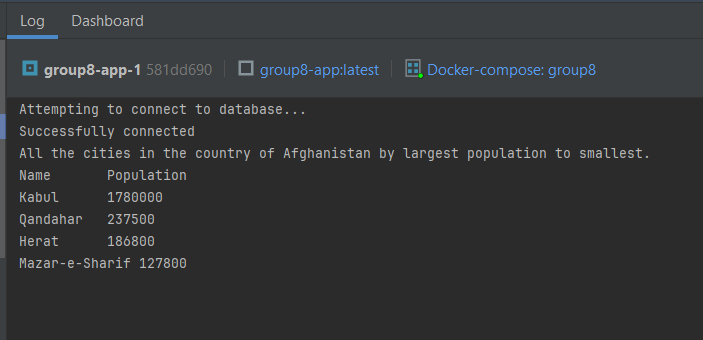 Log Dashboard
group8-app-1 581dd690 group8-app:latest Docker-compose: group8
Attempting to connect to database...
Successfully connected
All the cities in the country of Afghanistan by largest population to smallest.
Name Population
Kabul 1780000
Qandahar 237500
Herat 186800
Mazar-e-Sharif 127800